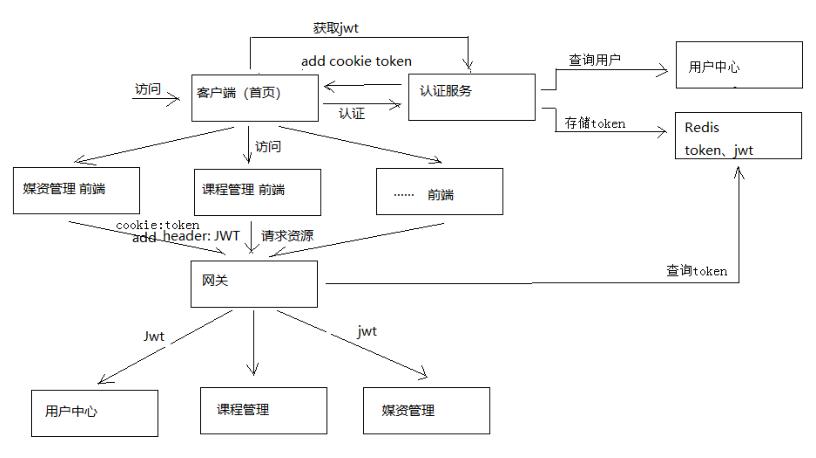 获取jwt
add cookie token
查询用户
用户中心
访问
客户端（首页）
认证服务
认证
存储token
Redis
token、jwt
访问
媒资管理 前端
课程管理 前端
…… 前端
cookie:token
add header: JWT
请求资源
网关
查询token
Jwt
jwt
用户中心
课程管理
媒资管理